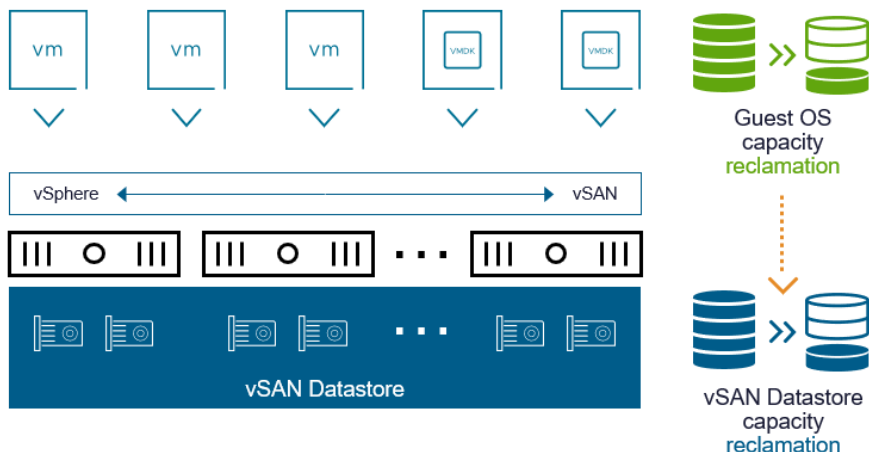 vm
vm
vm
VMDK
VMDK
Guest OS
capacity
reclamation
vSphere
vSAN
vSAN Datastore
vSAN Datastore
capacity
reclamation